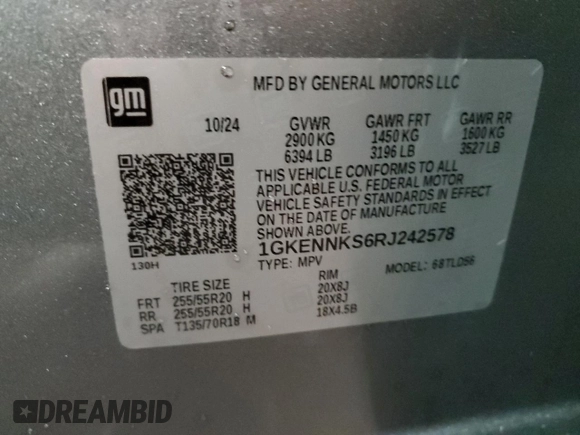 gm
MFD BY GENERAL MOTORS LLC
10/24 GVWR GAWR FRT GAWR RR
2900 KG 1450 KG 1600 KG
6394 LB 3196 LB 3527 LB
THIS VEHICLE CONFORMS TO ALL
APPLICABLE U.S. FEDERAL MOTOR
VEHICLE SAFETY STANDARDS IN EFFECT
ON THE DATE OF MANUFACTURE
SHOWN ABOVE.
1GKENNKS6RJ242578
130H TYPE: MPV MODEL: 68TLD56
TIRE SIZE RIM
FRT 255/55R20 H 20X8J
RR 255/55R20 H 20X8J
SPA T135/70R18 M 18X4.5B
DREAMBID